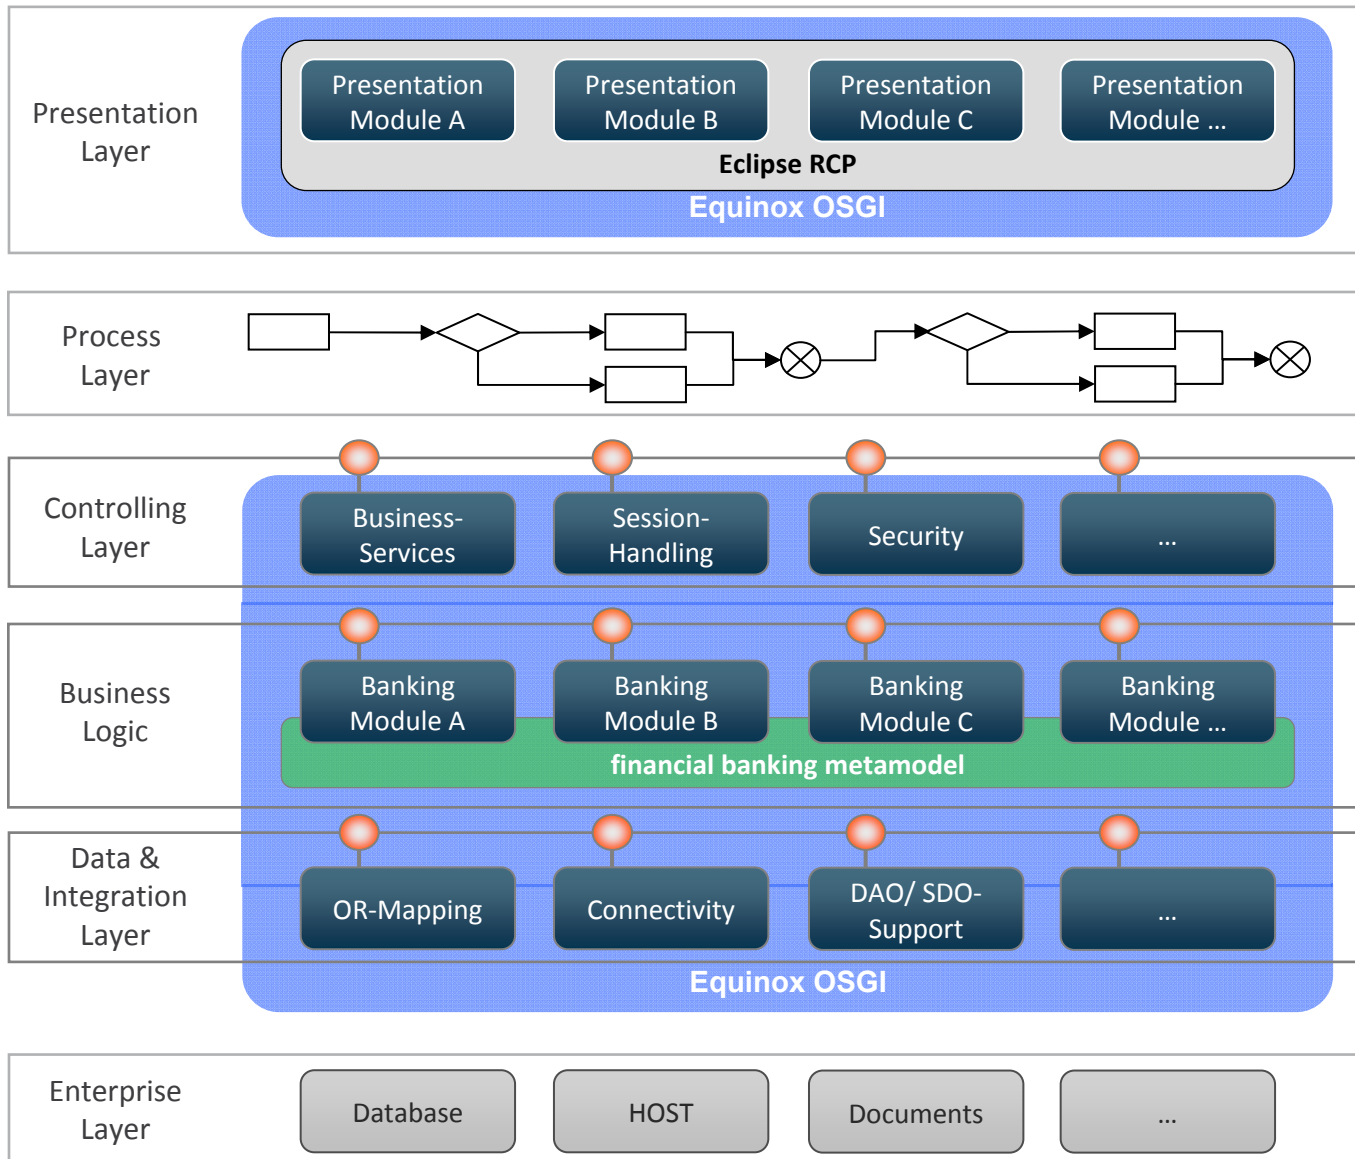 Presentation
Layer
Presentation
Module A
Presentation
Module B
Presentation
Module C
Presentation
Module ...
Eclipse RCP
Equinox OSGI
Process
Layer
Controlling
Layer
Business-
Services
Session-
Handling
Security
...
Business
Logic
Banking
Module A
Banking
Module B
Banking
Module C
Banking
Module ...
financial banking metamodel
Data &
Integration
Layer
OR-Mapping
Connectivity
DAO/ SDO-
Support
...
Equinox OSGI
Enterprise
Layer
Database
HOST
Documents
...